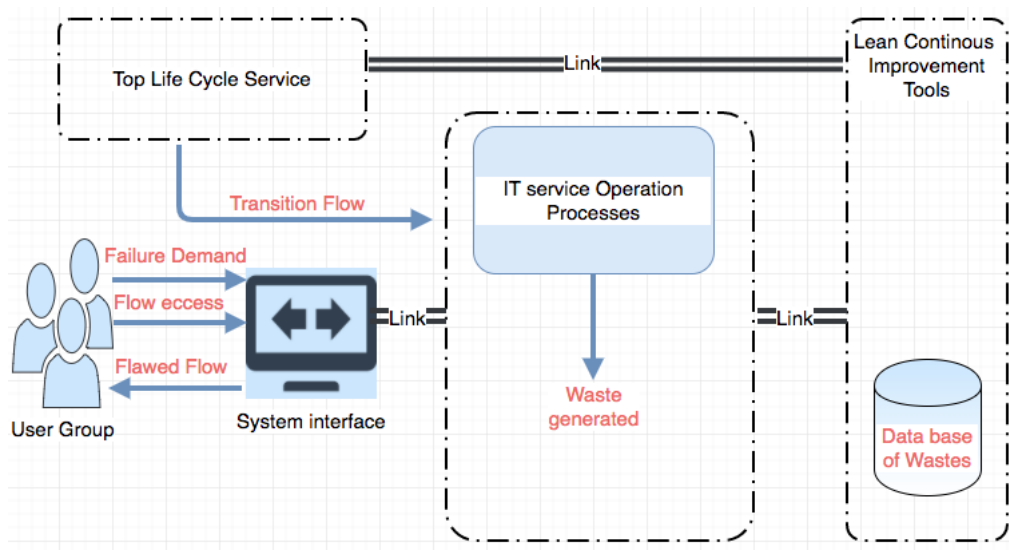 Top Life Cycle Service
Link
Lean Continous
Improvement
Tools
IT service Operation
Processes
Transition Flow
Failure Demand
Flow eccess
Flawed Flow
Link
Link
Waste
generated
User Group
System interface
Data base
of Wastes